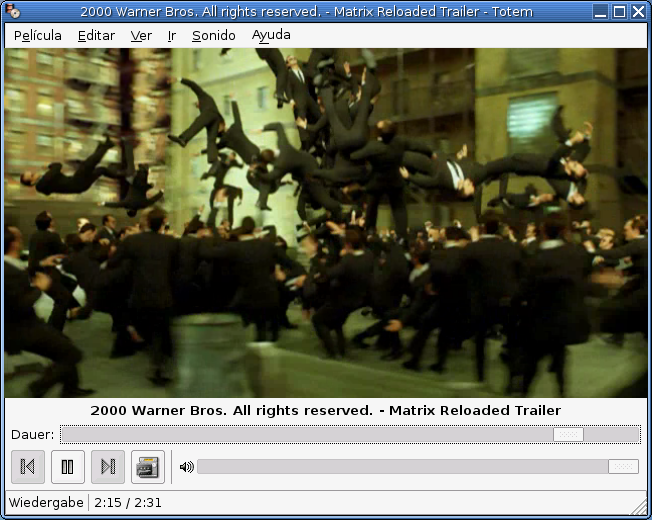 2000 Warner Bros. All rights reserved. - Matrix Reloaded Trailer - Totem
Película Editar Ver Ir Sonido Ayuda
2000 Warner Bros. All rights reserved. - Matrix Reloaded Trailer
Dauer:
Wiedergabe 2:15 / 2:31